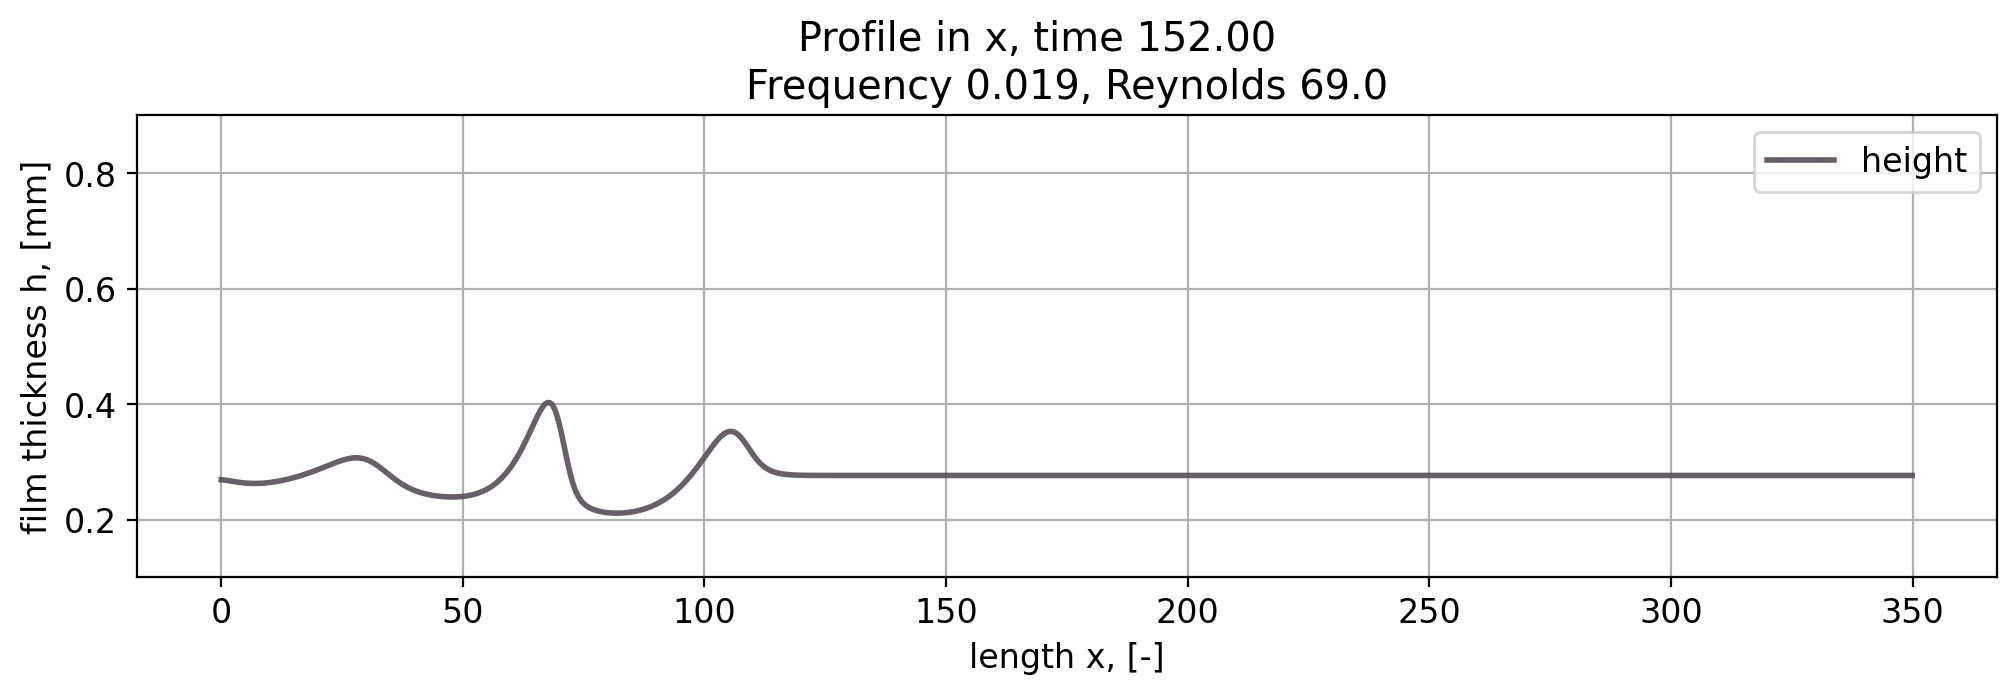 Profile in x, time 152.00
Frequency 0.019, Reynolds 69.0
height
film thickness h, [mm]
0.8
0.6
0.4
0.2
0 50 100 150 200 250 300 350
length x, [-]